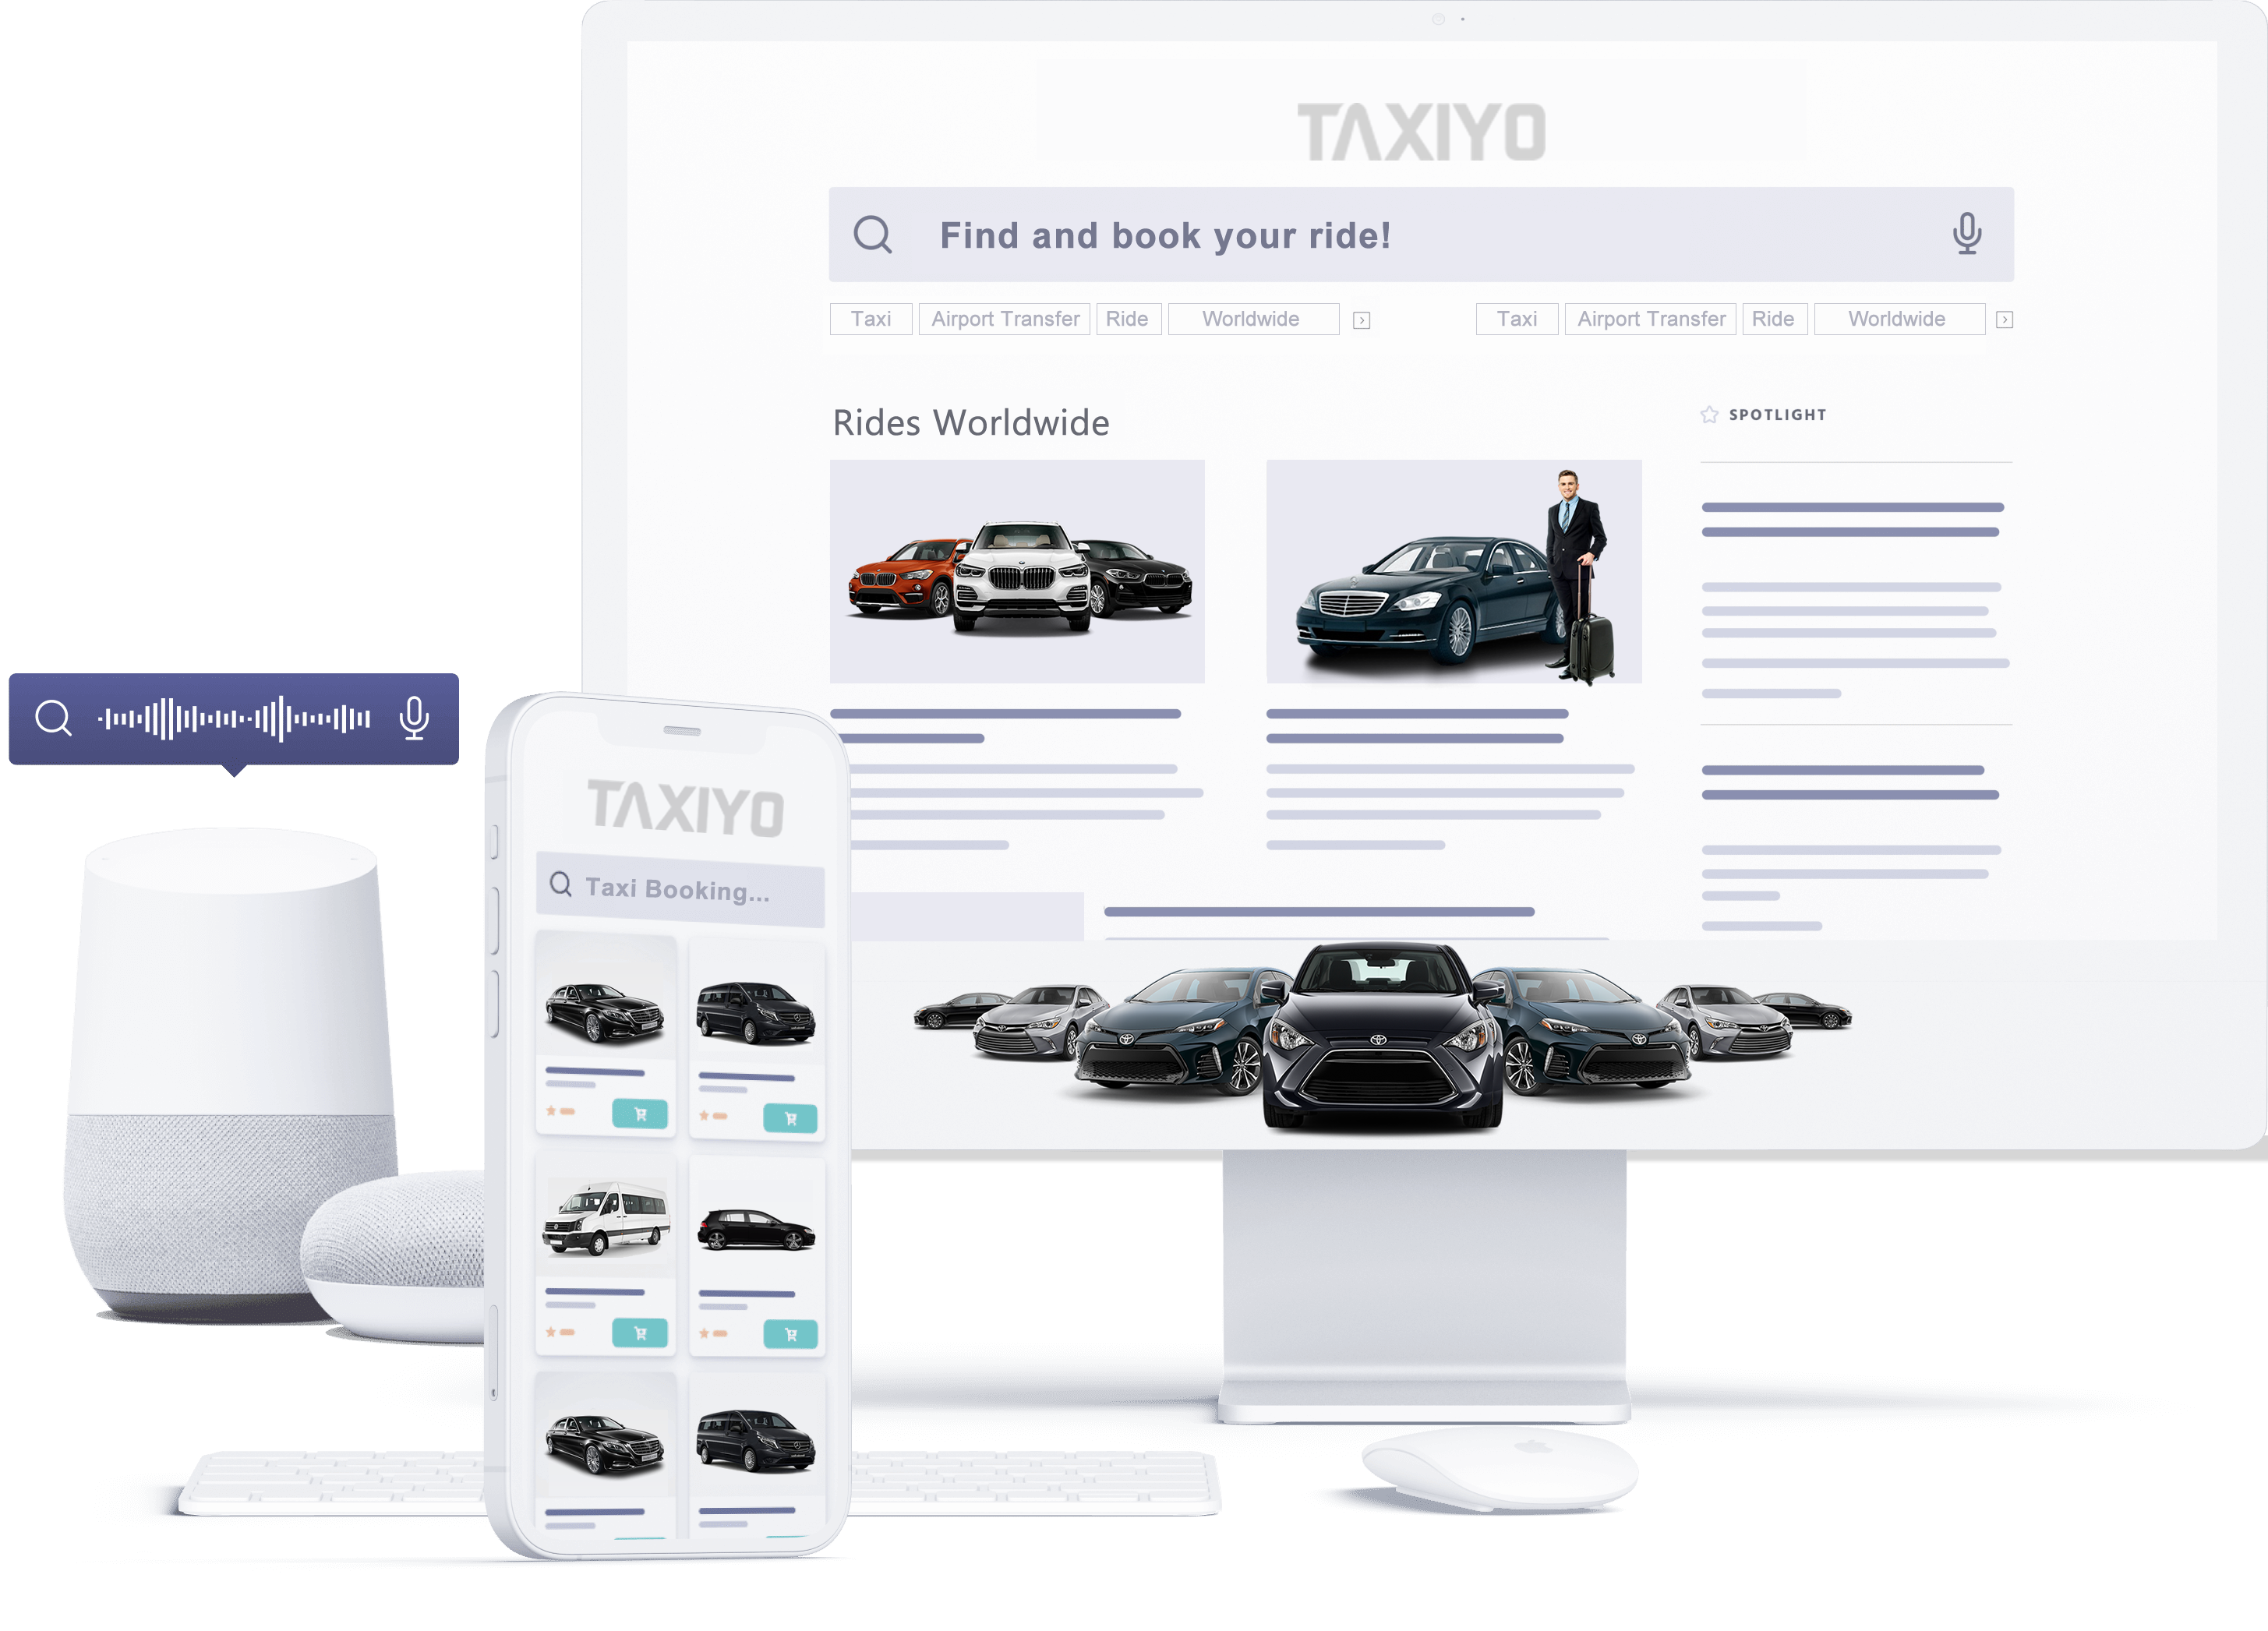 TAXIYO
Find and book your ride!
Taxi Airport Transfer Ride Worldwide
Taxi Airport Transfer Ride Worldwide
Rides Worldwide
SPOTLIGHT
TAXIYO
Taxi Booking...